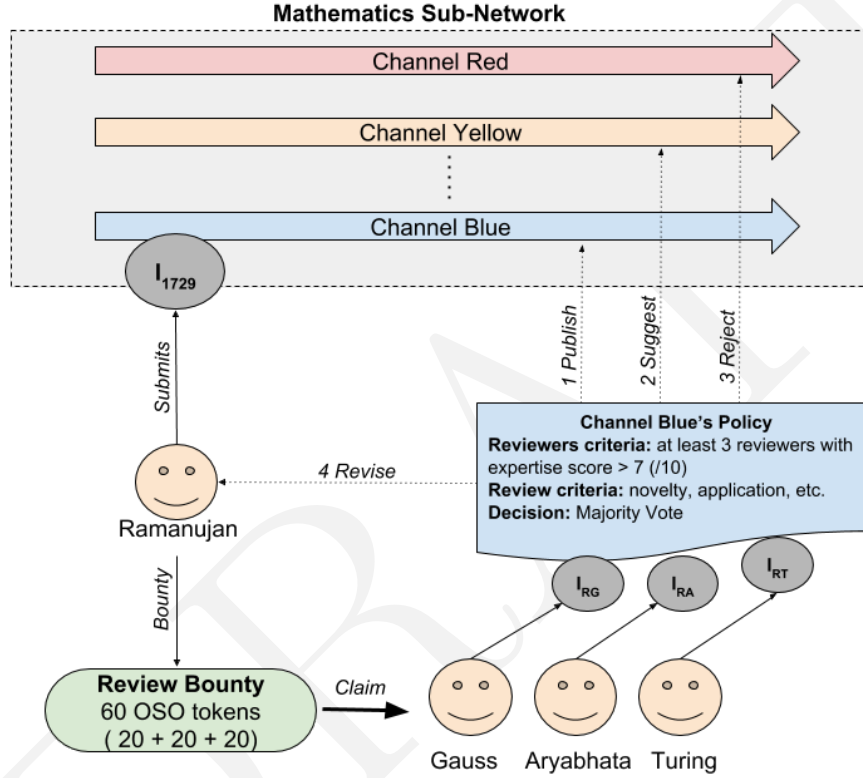 Mathematics Sub-Network
Channel Red
Channel Yellow
Channel Blue
I1729
Submits
1 Publish
2 Suggest
3 Reject
Channel Blue's Policy
Reviewers criteria: at least 3 reviewers with
expertise score > 7 (/10)
Review criteria: novelty, application, etc.
Decision: Majority Vote
4 Revise
Ramanujan
Bounty
IRG
IRA
IRT
Review Bounty
60 OSO tokens
( 20 + 20 + 20)
Claim
Gauss
Aryabhata
Turing